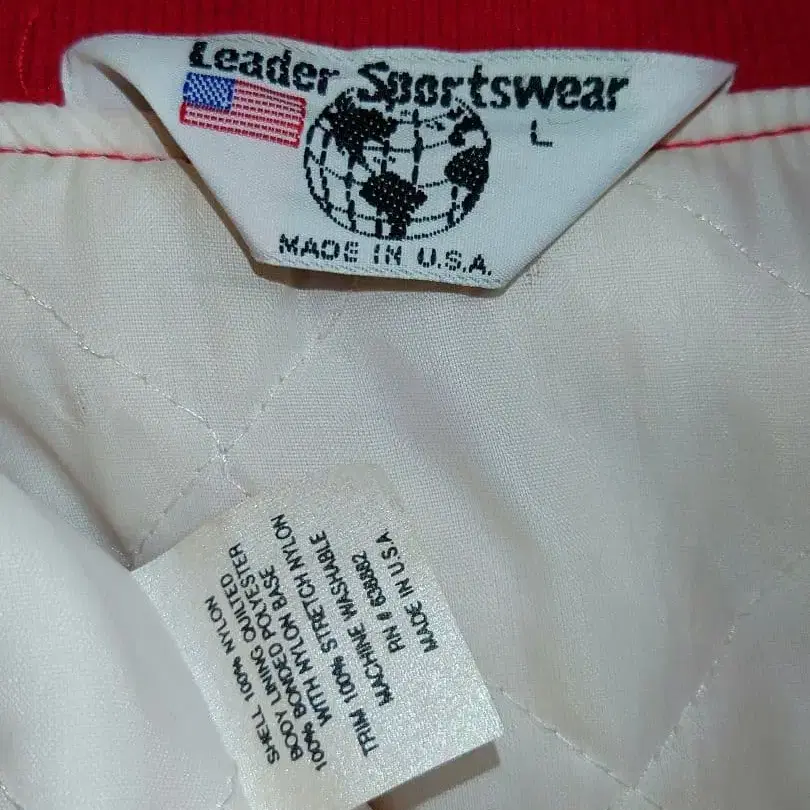 Leader Sportswear
L
MADE IN U.S.A.
SHELL 100% NYLON
BODY LINING QUILTED
100% BONDED POLYESTER
WITH NYLON BASE
TRIM 100% STRETCH NYLON
MACHINE WASHABLE
RN # 638882
MADE IN U.S.A.